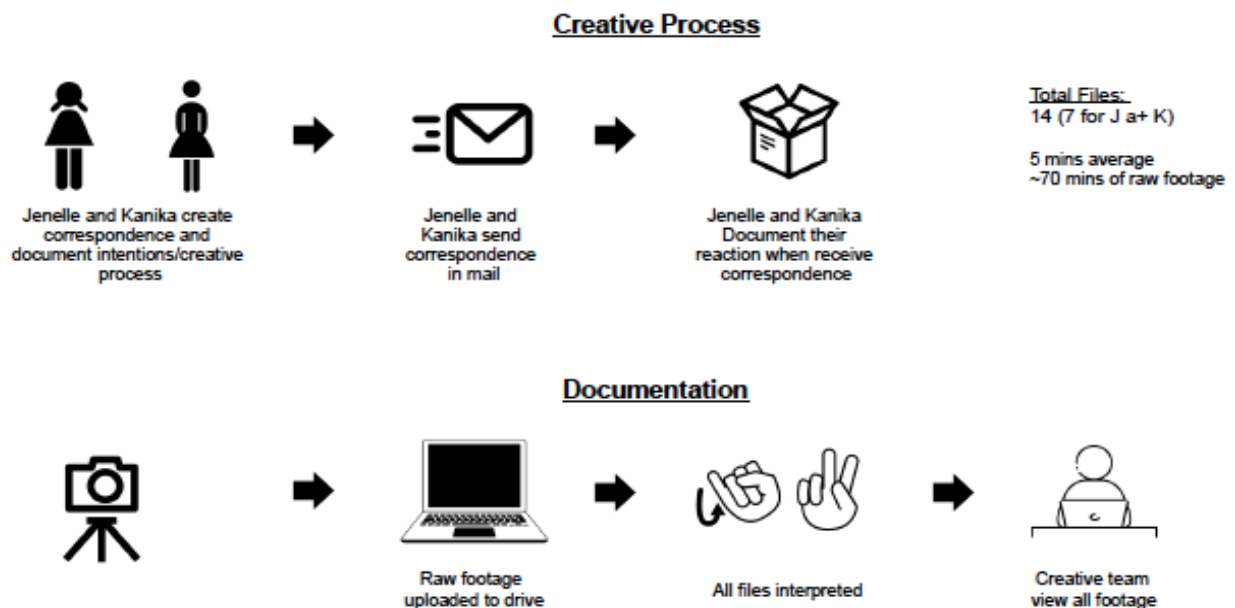 Creative Process
Jenelle and Kanika create
correspondence and
document intentions/creative
process
Jenelle and
Kanika send
correspondence
in mail
Jenelle and Kanika
Document their
reaction when receive
correspondence
Total Files:
14 (7 for J a+ K)
5 mins average
~70 mins of raw footage
Documentation
Raw footage
uploaded to drive
All files interpreted
Creative team
view all footage